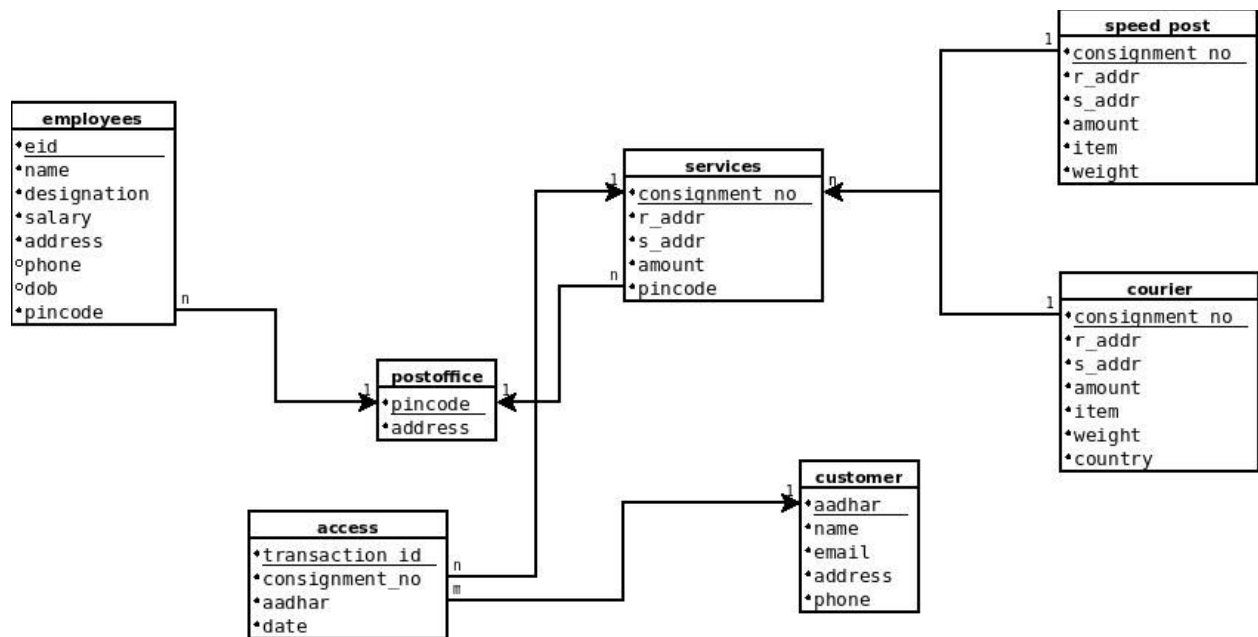 speed post
consignment no
r_addr
s_addr
amount
item
weight
1
employees
eid
name
designation
salary
address
phone
dob
pincode
n
services
consignment no
r_addr
s_addr
amount
pincode
1
n
n
courier
consignment no
r_addr
s_addr
amount
item
weight
country
1
postoffice
pincode
address
1
1
customer
aadhar
name
email
address
phone
1
access
transaction id
consignment_no
aadhar
date
n
m